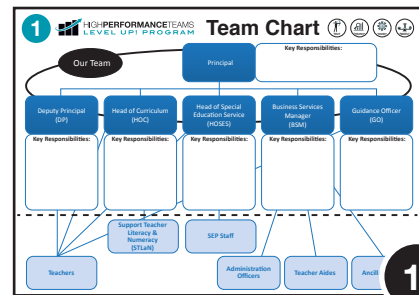 1
HIGHPERFORMANCETEAMS
LEVEL UP! PROGRAM
Team Chart
Our Team
Principal
Key Responsibilities:
Deputy Principal
(DP)
Head of Curriculum
(HOC)
Head of Special
Education Service
(HOSES)
Business Services
Manager
(BSM)
Guidance Officer
(GO)
Key Responsibilities:
Key Responsibilities:
Key Responsibilities:
Key Responsibilities:
Key Responsibilities:
Support Teacher
Literacy &
Numeracy
(STLaN)
SEP Staff
Teachers
Administration
Officers
Teacher Aides
Ancill
1